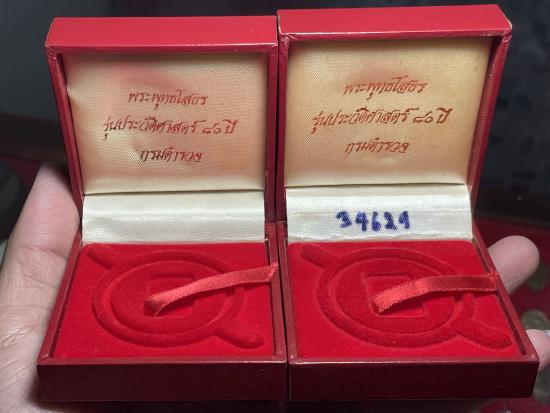 พระพุทธโสธร
รุ่นประวัติศาสตร์ ๘๐ ปี
กรมตำรวจ
พระพุทธโสธร
รุ่นประวัติศาสตร์ ๘๐ ปี
กรมตำรวจ
34629